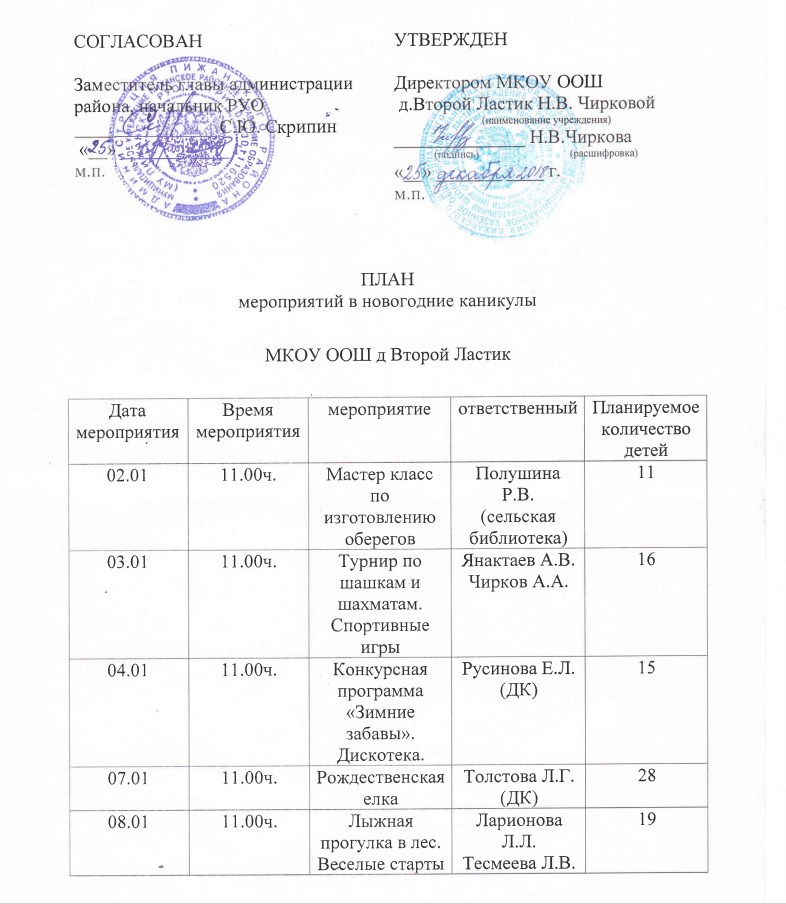 СОГЛАСОВАН
Заместитель главы администрации
района, начальник РУО
С.Ю. Скрипин
«25»
М.П.
УТВЕРЖДЕН
Директором МКОУ ООШ
д.Второй Ластик Н.В. Чирковой
(наименование учреждения)
Н.В.Чиркова
(подпись) (расшифровка)
«25» декабря 2018 г.
М.П.
ПЛАН
мероприятий в новогодние каникулы
МКОУ ООШ д Второй Ластик
Дата
мероприятия
Время
мероприятия
мероприятие
ответственный
Планируемое
количество
детей
02.01
11.00ч.
Мастер класс
по
изготовлению
оберегов
Полушина
Р.В.
(сельская
библиотека)
11
03.01
11.00ч.
Турнир по
шашкам и
шахматам.
Спортивные
игры
Янактаев А.В.
Чирков А.А.
16
04.01
11.00ч.
Конкурсная
программа
«Зимние
забавы».
Дискотека.
Русинова Е.Л.
(ДК)
15
07.01
11.00ч.
Рождественская
елка
Толстова Л.Г.
(ДК)
28
08.01
11.00ч.
Лыжная
прогулка в лес.
Веселые старты
Ларионова
Л.Л.
Тесмеева Л.В.
19